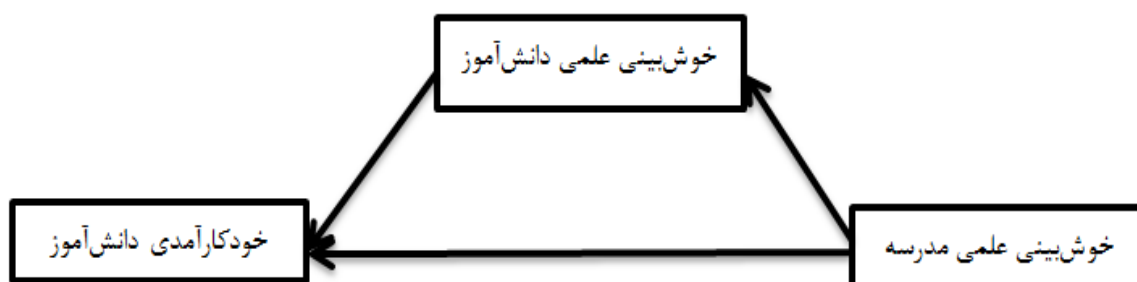 خوش‌بینی علمی دانش‌آموز
خوش‌بینی علمی مدرسه
خودکارآمدی دانش‌آموز